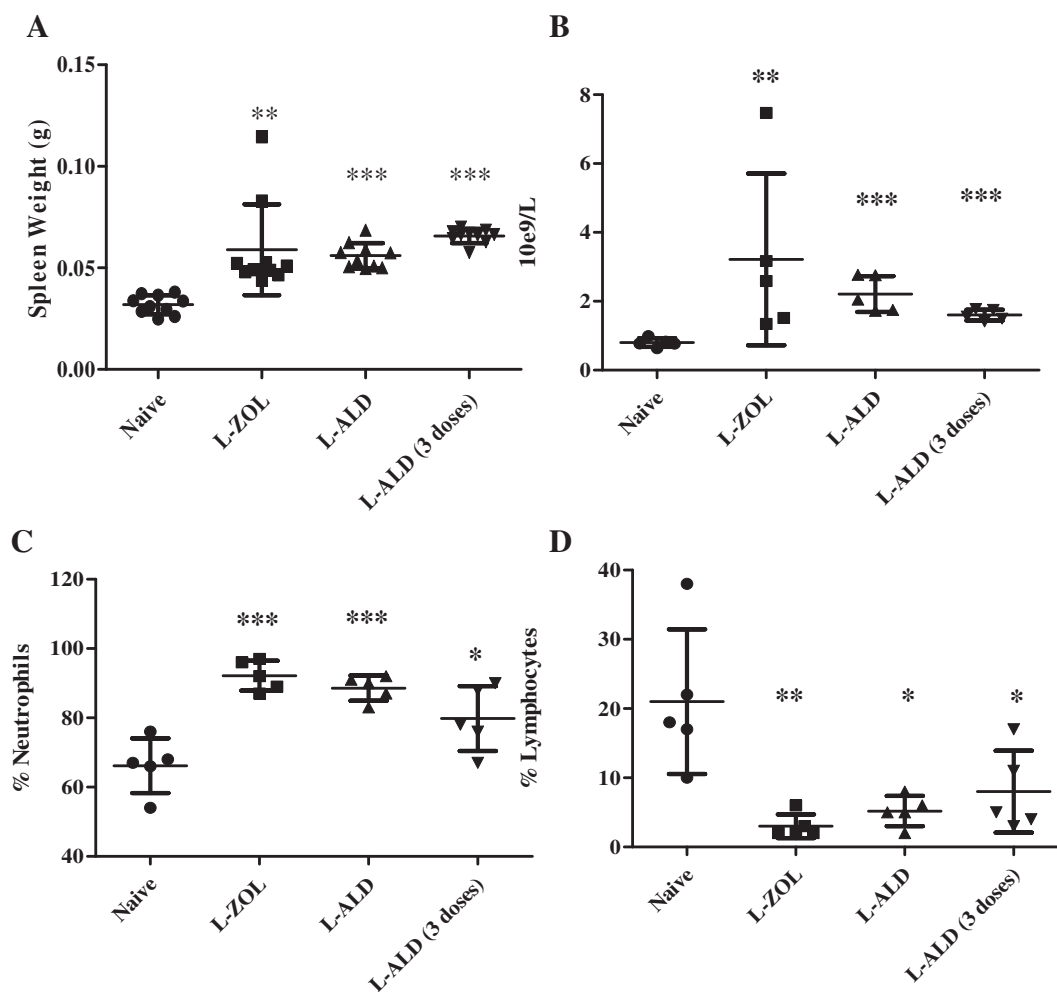 A
B
0.15
0.10
0.05
0.00
Spleen Weight (g)
**
***
***
Naive
L-ZOL
L-ALD
L-ALD (3 doses)
8
6
4
2
0
10e9/L
**
***
***
Naive
L-ZOL
L-ALD
L-ALD (3 doses)
C
D
120
100
80
60
40
% Neutrophils
***
***
*
Naive
L-ZOL
L-ALD
L-ALD (3 doses)
40
30
20
10
0
% Lymphocytes
**
*
*
Naive
L-ZOL
L-ALD
L-ALD (3 doses)